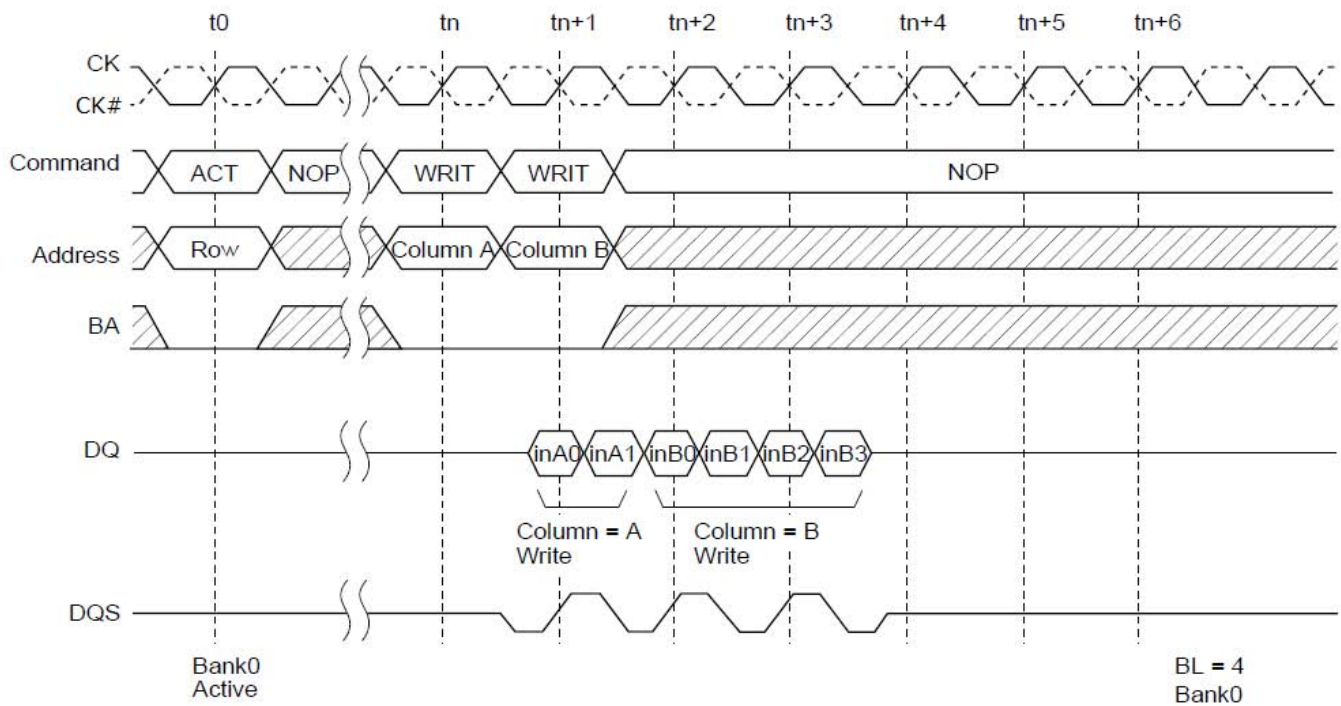 t0 tn tn+1 tn+2 tn+3 tn+4 tn+5 tn+6
CK
CK#
Command ACT NOP WRIT WRIT NOP
Address Row Column A Column B
BA
DQ inA0 inA1 inB0 inB1 inB2 inB3
Column = A Column = B
Write Write
DQS
Bank0 BL = 4
Active Bank0